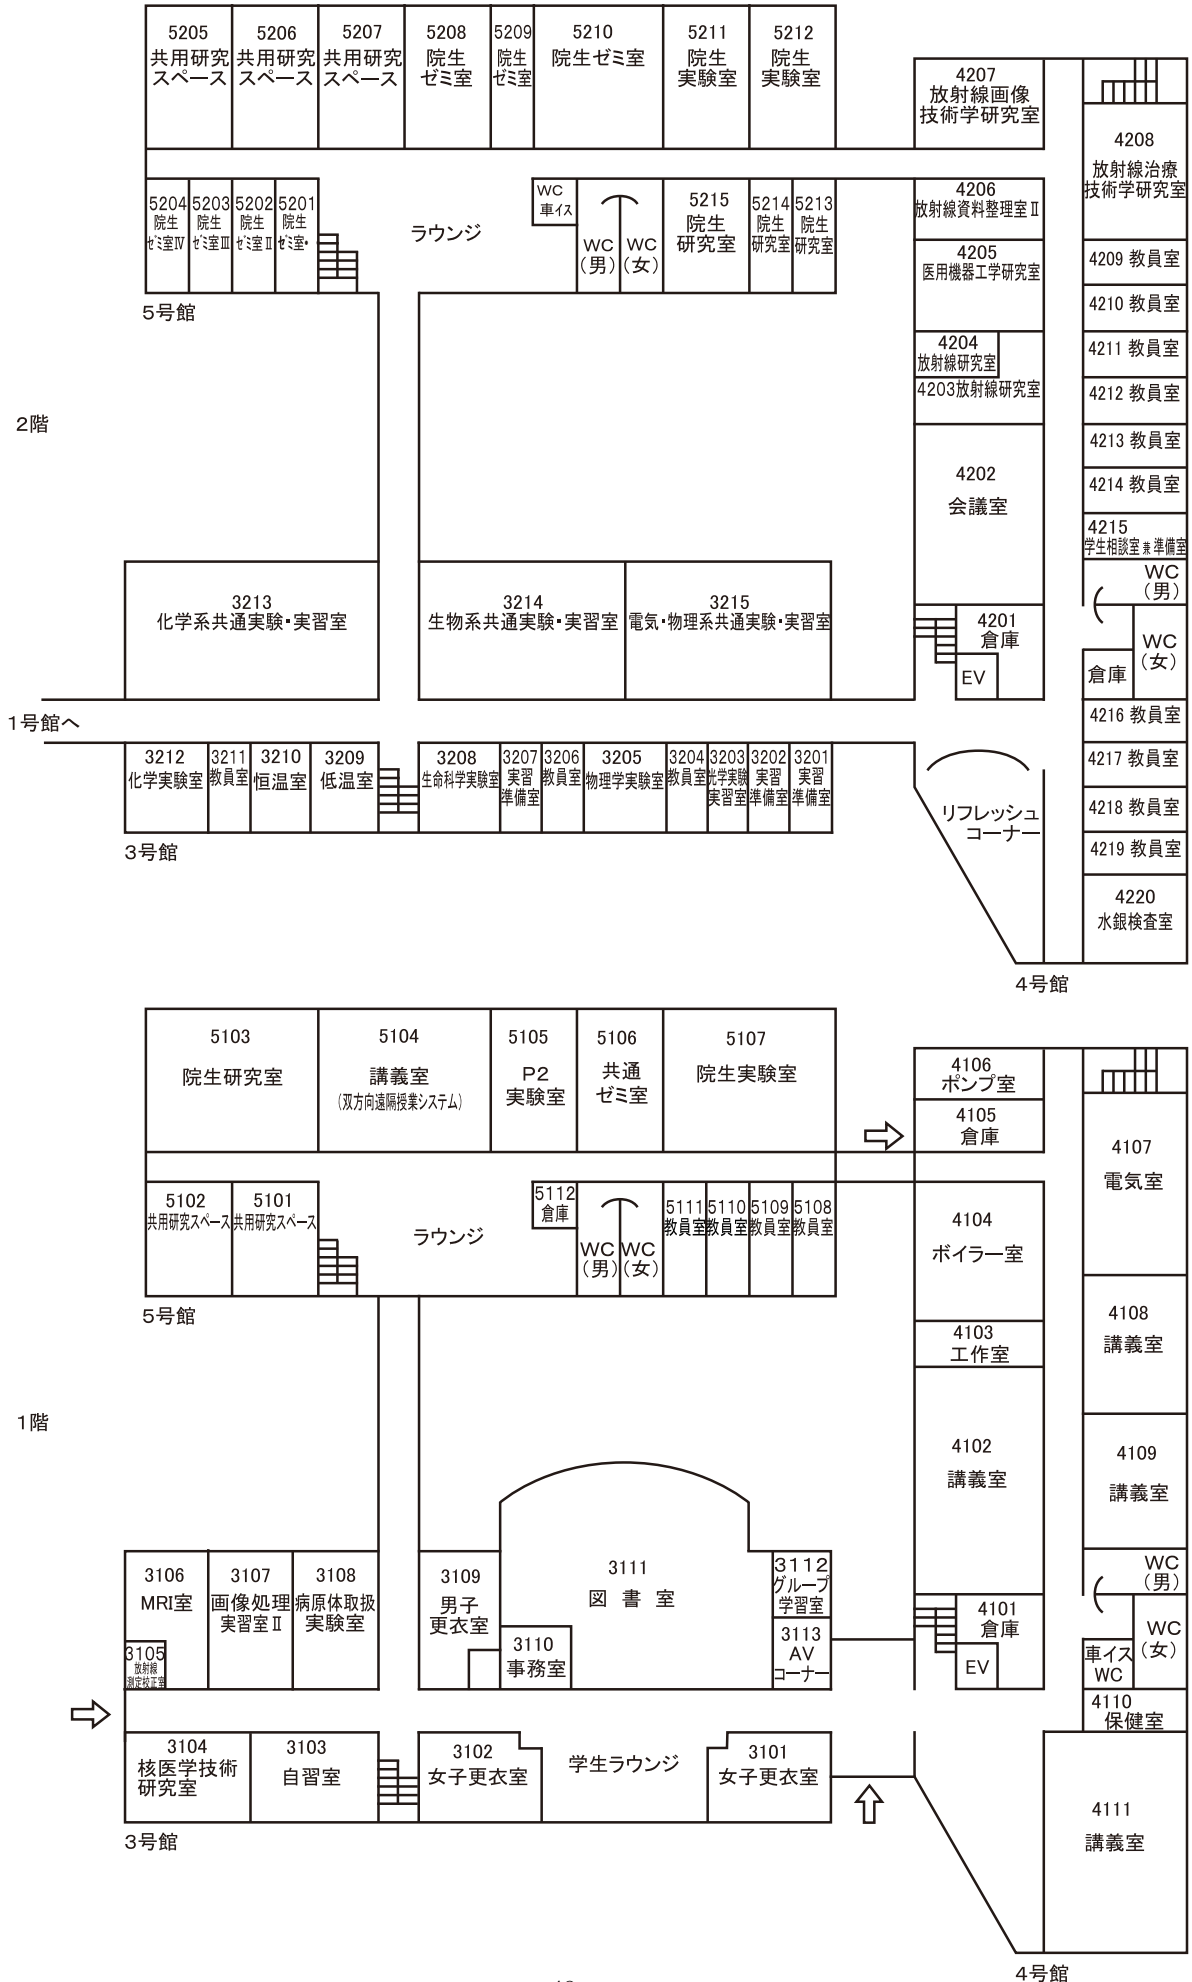 5205
共用研究
スペース
5206
共用研究
スペース
5207
共用研究
スペース
5208
院生
ゼミ室
5209
院生
ゼミ室
5210
院生ゼミ室
5211
院生
実験室
5212
院生
実験室
4207
放射線画像
技術学研究室
4208
放射線治療
技術学研究室
5204
院生
ゼミ室Ⅳ
5203
院生
ゼミ室Ⅲ
5202
院生
ゼミ室Ⅱ
5201
院生
ゼミ室・
ラウンジ
WC
車イス
WC
(男)
WC
(女)
5215
院生
研究室
5214
院生
研究室
5213
院生
研究室
4206
放射線資料整理室Ⅱ
4205
医用機器工学研究室
4204
放射線研究室
4203放射線研究室
4209 教員室
4210 教員室
4211 教員室
4212 教員室
4213 教員室
4214 教員室
4215
学生相談室 兼 準備室
5号館
2階
4202
会議室
WC
(男)
WC
(女)
倉庫
4201
倉庫
EV
3213
化学系共通実験・実習室
3214
生物系共通実験・実習室
3215
電気・物理系共通実験・実習室
1号館へ
3212
化学実験室
3211
教員室
3210
恒温室
3209
低温室
3208
生命科学実験室
3207
実習
準備室
3206
教員室
3205
物理学実験室
3204
教員室
3203
光学実験
実習室
3202
実習
準備室
3201
実習
準備室
3号館
リフレッシュ
コーナー
4216 教員室
4217 教員室
4218 教員室
4219 教員室
4220
水銀検査室
4号館
5103
院生研究室
5104
講義室
(双方向遠隔授業システム)
5105
P2
実験室
5106
共通
ゼミ室
5107
院生実験室
4106
ポンプ室
4105
倉庫
4107
電気室
5102
共用研究スペース
5101
共用研究スペース
ラウンジ
5112
倉庫
WC
(男)
WC
(女)
5111
教員室
5110
教員室
5109
教員室
5108
教員室
4104
ボイラー室
5号館
4103
工作室
4108
講義室
1階
4102
講義室
4109
講義室
3106
MRI室
3105
放射線
測定校正室
3107
画像処理
実習室Ⅱ
3108
病原体取扱
実験室
3109
男子
更衣室
3110
事務室
3111
図書室
3112
グループ
学習室
3113
AV
コーナー
4101
倉庫
EV
WC
(男)
WC
(女)
車イス
WC
4110
保健室
3104
核医学技術
研究室
3103
自習室
3102
女子更衣室
学生ラウンジ
3101
女子更衣室
3号館
4111
講義室
4号館